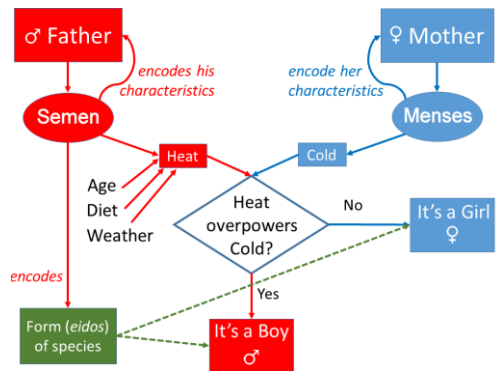 ♂ Father
♀ Mother
encodes his
characteristics
encode her
characteristics
Semen
Menses
Heat
Cold
Age
Diet
Weather
Heat
overpowers
Cold?
No
It's a Girl
♀
encodes
Yes
Form (eidos)
of species
It's a Boy
♂